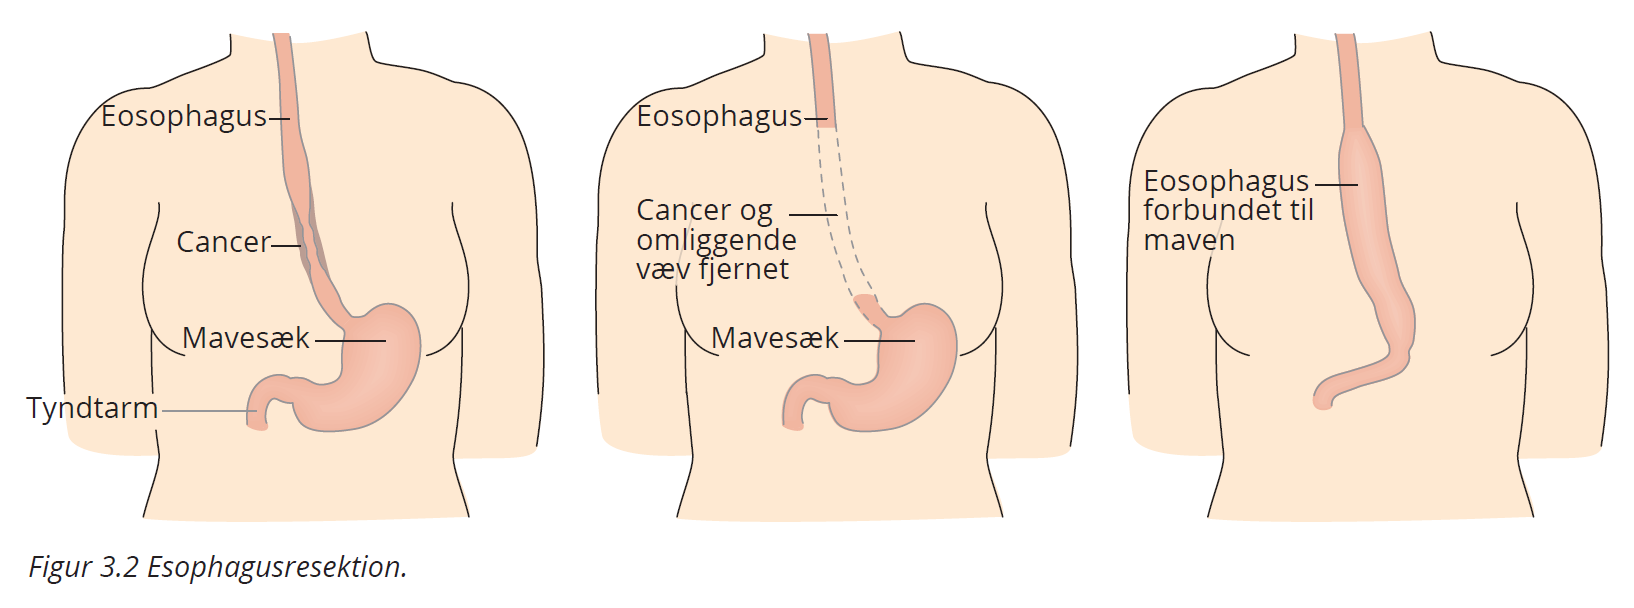 Eosophagus
Cancer
Mavesæk
Tyndtarm
Eosophagus
Cancer og
omliggende
væv fjernet
Mavesæk
Eosophagus
forbundet til
maven
Figur 3.2 Esophagusresektion.